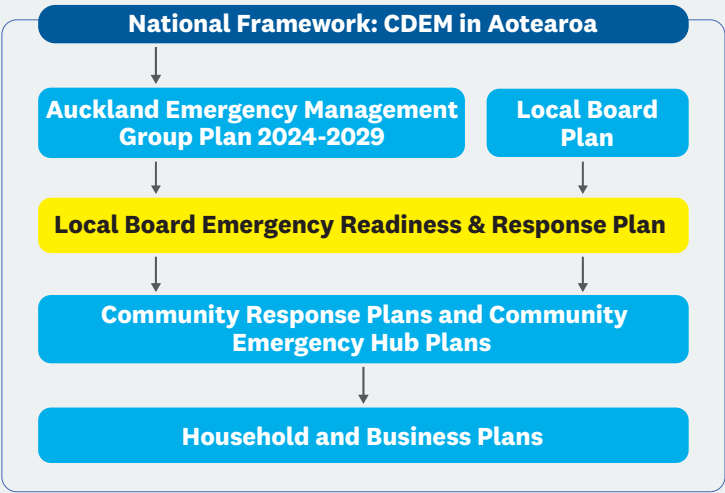 National Framework: CDEM in Aotearoa
Auckland Emergency Management
Group Plan 2024-2029
Local Board
Plan
Local Board Emergency Readiness & Response Plan
Community Response Plans and Community
Emergency Hub Plans
Household and Business Plans